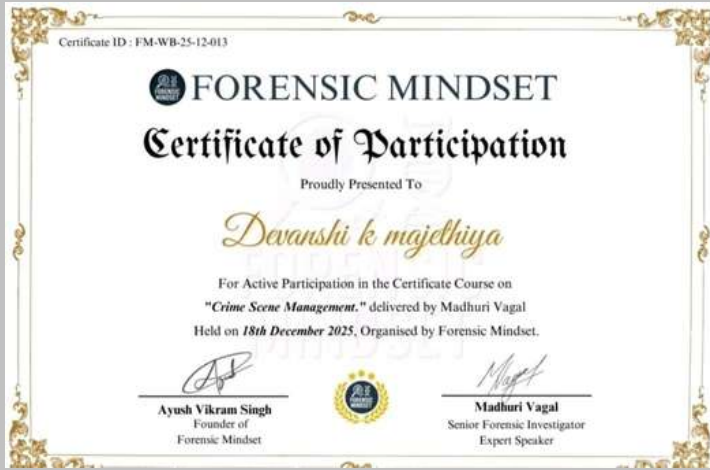 Certificate ID : FM-WB-25-12-013
FORENSIC MINDSET
Certificate of Participation
Proudly Presented To
Devanshi k majethiya
For Active Participation in the Certificate Course on
"Crime Scene Management." delivered by Madhuri Vagal
Held on 18th December 2025, Organised by Forensic Mindset.
Ayush Vikram Singh
Founder of
Forensic Mindset
FORENSIC
MINDSET
Madhuri Vagal
Senior Forensic Investigator
Expert Speaker